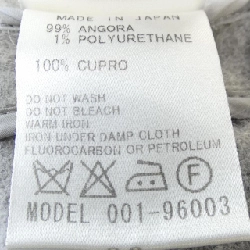 MADE IN JAPAN
99% ANGORA
1% POLYURETHANE
100% CUPRO
DO NOT WASH
DO NOT BLEACH
WARM IRON
IRON UNDER DAMP CLOTH
FLUOROCARBON OR PETROLEUM
MODEL 001-96003